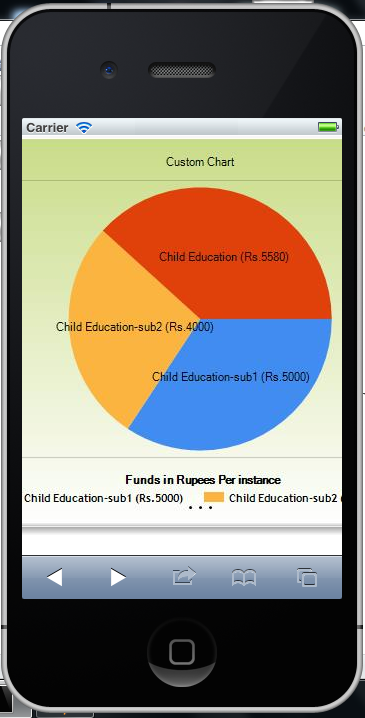 Carrier
Custom Chart
Child Education (Rs.5580)
Child Education-sub2 (Rs.4000)
Child Education-sub1 (Rs.5000)
Funds in Rupees Per instance
Child Education-sub1 (Rs.5000) Child Education-sub2 (
• • •